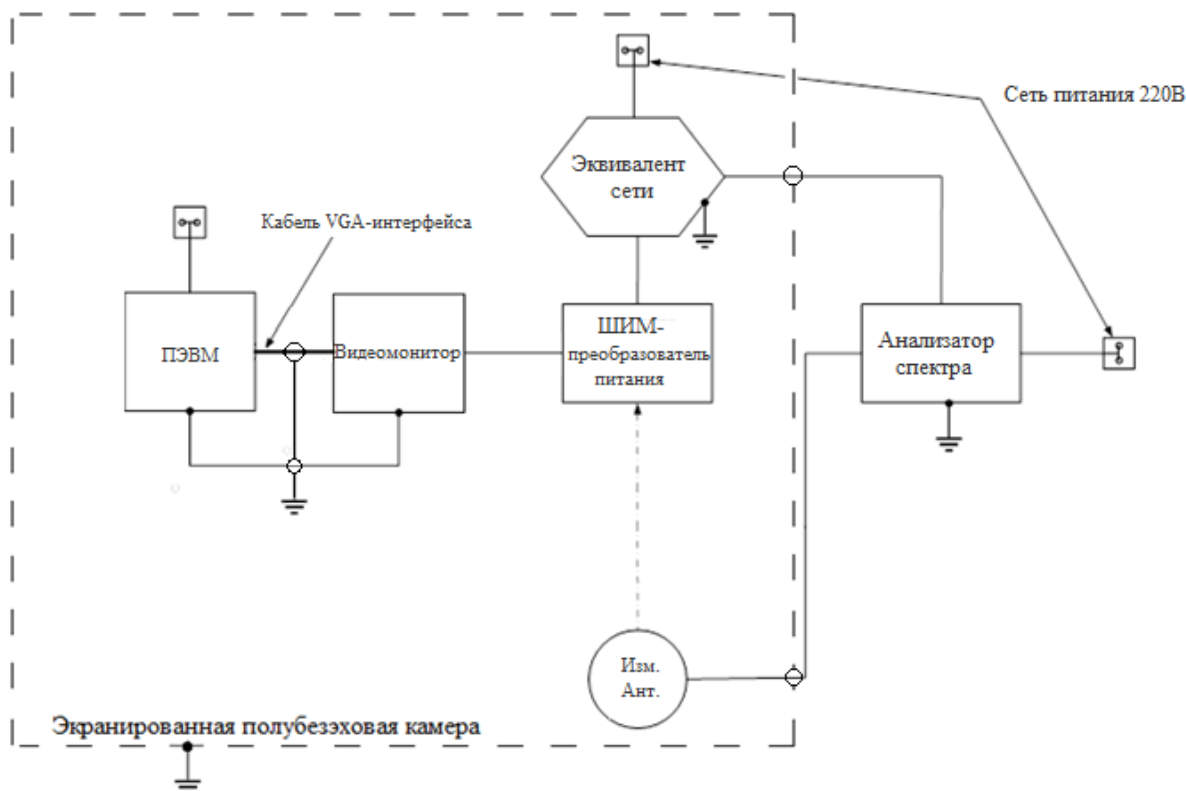 Сеть питания 220В
Эквивалент
сети
Кабель VGA-интерфейса
ПЭВМ
Видеомонитор
ШИМ-
преобразователь
питания
Анализатор
спектра
Изм.
Ант.
Экранированная полубезэховая камера